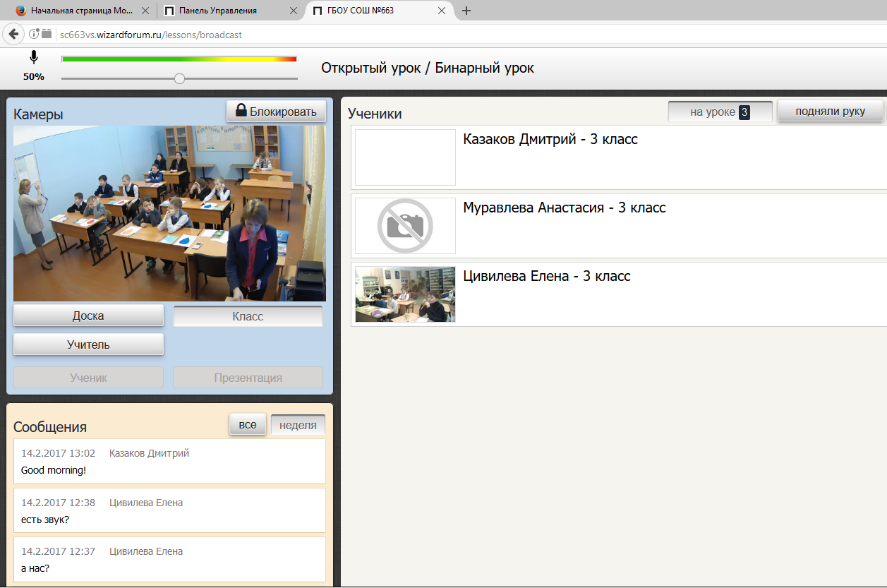 Начальная страница Mo...
Панель Управления
ГБОУ СОШ №663
sc663vs.wizardforum.ru/lessons/broadcast
50%
Открытый урок / Бинарный урок
Камеры
Блокировать
Доска
Класс
Учитель
Ученик
Презентация
Сообщения
все
неделя
14.2.2017 13:02 Казаков Дмитрий
Good morning!
14.2.2017 12:38 Цивилева Елена
есть звук?
14.2.2017 12:37 Цивилева Елена
а нас?
Ученики
на уроке 3
подняли руку
Казаков Дмитрий - 3 класс
Муравлева Анастасия - 3 класс
Цивилева Елена - 3 класс